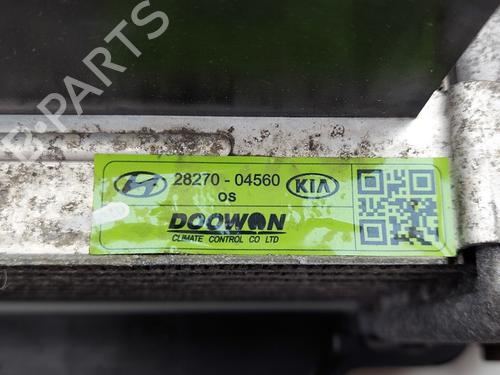 28270 - 04560
KIA
OS
DOOWON
CLIMATE CONTROL CO LTD
B-Parts